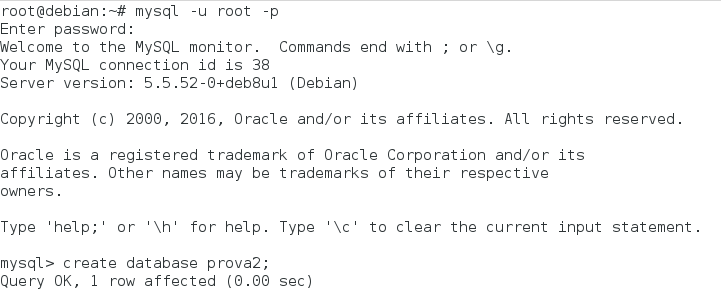 root@debian:~# mysql -u root -p
Enter password:
Welcome to the MySQL monitor.  Commands end with ; or \g.
Your MySQL connection id is 38
Server version: 5.5.52-0+deb8u1 (Debian)

Copyright (c) 2000, 2016, Oracle and/or its affiliates. All rights reserved.

Oracle is a registered trademark of Oracle Corporation and/or its
affiliates. Other names may be trademarks of their respective
owners.

Type 'help;' or '\h' for help. Type '\c' to clear the current input statement.

mysql> create database prova2;
Query OK, 1 row affected (0.00 sec)